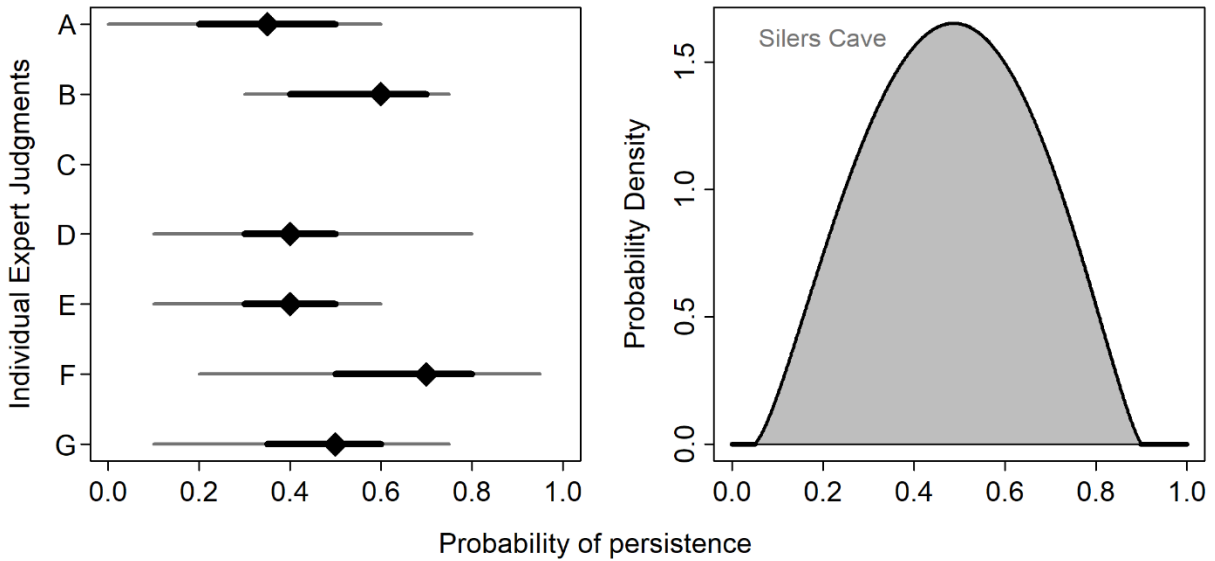 Individual Expert Judgments
A
B
C
D
E
F
G
0.0 0.2 0.4 0.6 0.8 1.0
Silers Cave
Probability Density
1.5
1.0
0.5
0.0
0.0 0.2 0.4 0.6 0.8 1.0
Probability of persistence